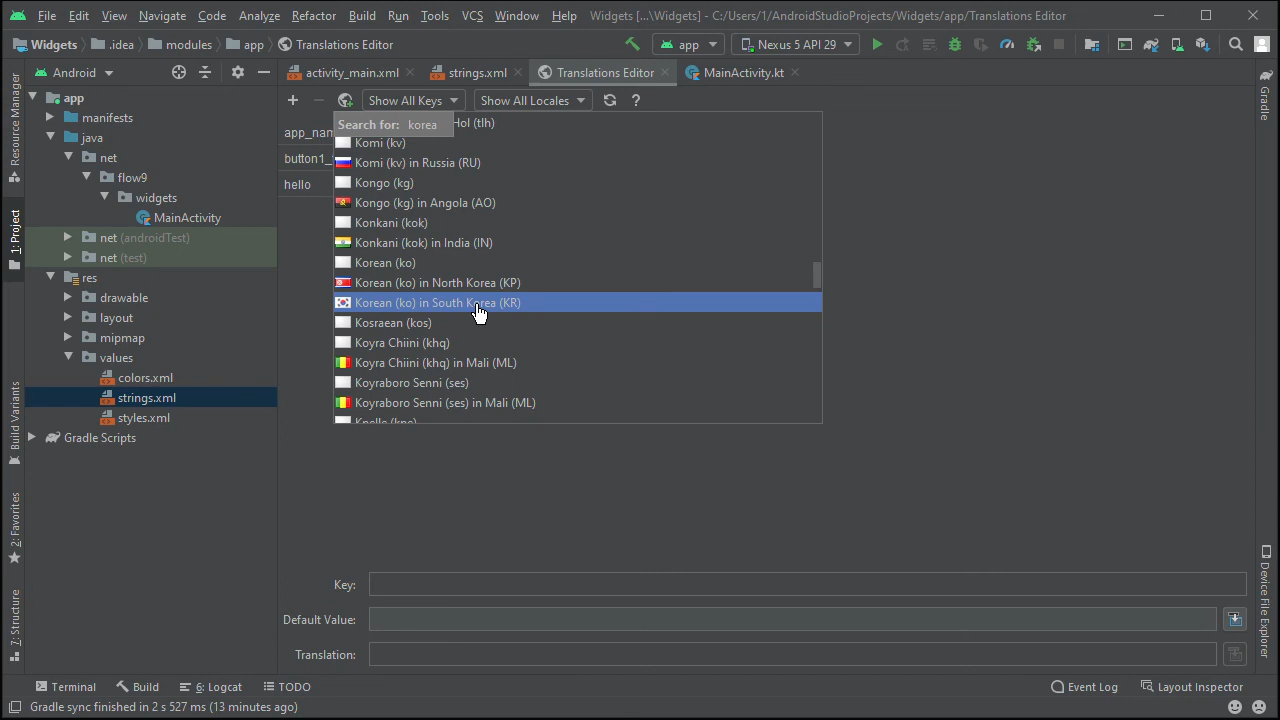 File Edit View Navigate Code Analyze Refactor Build Run Tools VCS Window Help Widgets [...\Widgets] - C:/Users/1/AndroidStudioProjects/Widgets/app/Translations Editor
Widgets .idea modules app Translations Editor app Nexus 5 API 29
Android activity_main.xml strings.xml Translations Editor MainActivity.kt
Show All Keys Show All Locales ?
Resource Manager
1: Project
Build Variants
2: Favorites
7: Structure
app
manifests
java
net
flow9
widgets
MainActivity
net (androidTest)
net (test)
res
drawable
layout
mipmap
values
colors.xml
strings.xml
styles.xml
Gradle Scripts
button1_
hello
Search for: korea
(tlh)
Komi (kv)
Komi (kv) in Russia (RU)
Kongo (kg)
Kongo (kg) in Angola (AO)
Konkani (kok)
Konkani (kok) in India (IN)
Korean (ko)
Korean (ko) in North Korea (KP)
Korean (ko) in South Korea (KR)
Kosraean (kos)
Koyra Chiini (khq)
Koyra Chiini (khq) in Mali (ML)
Koyraboro Senni (ses)
Koyraboro Senni (ses) in Mali (ML)
Key:
Default Value:
Translation:
Gradle
Device File Explorer
Terminal Build 6: Logcat TODO Event Log Layout Inspector
Gradle sync finished in 2 s 527 ms (13 minutes ago)